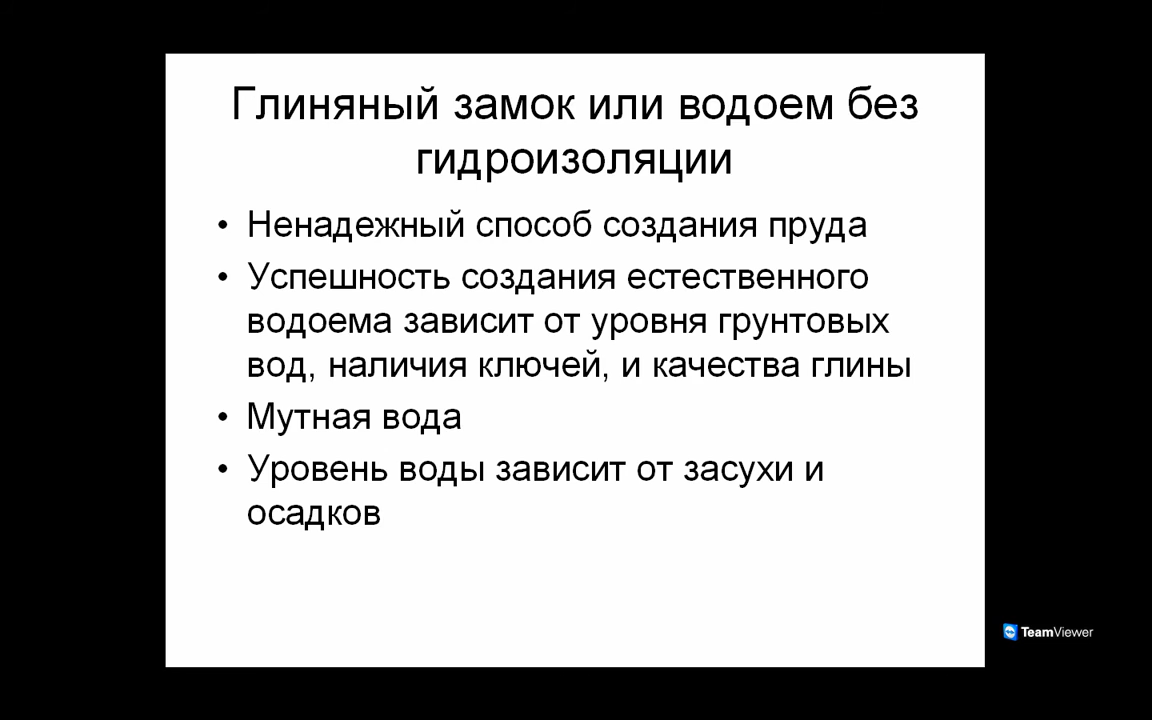 Глиняный замок или водоем без
гидроизоляции
• Ненадежный способ создания пруда
• Успешность создания естественного
водоема зависит от уровня грунтовых
вод, наличия ключей, и качества глины
• Мутная вода
• Уровень воды зависит от засухи и
осадков
TeamViewer